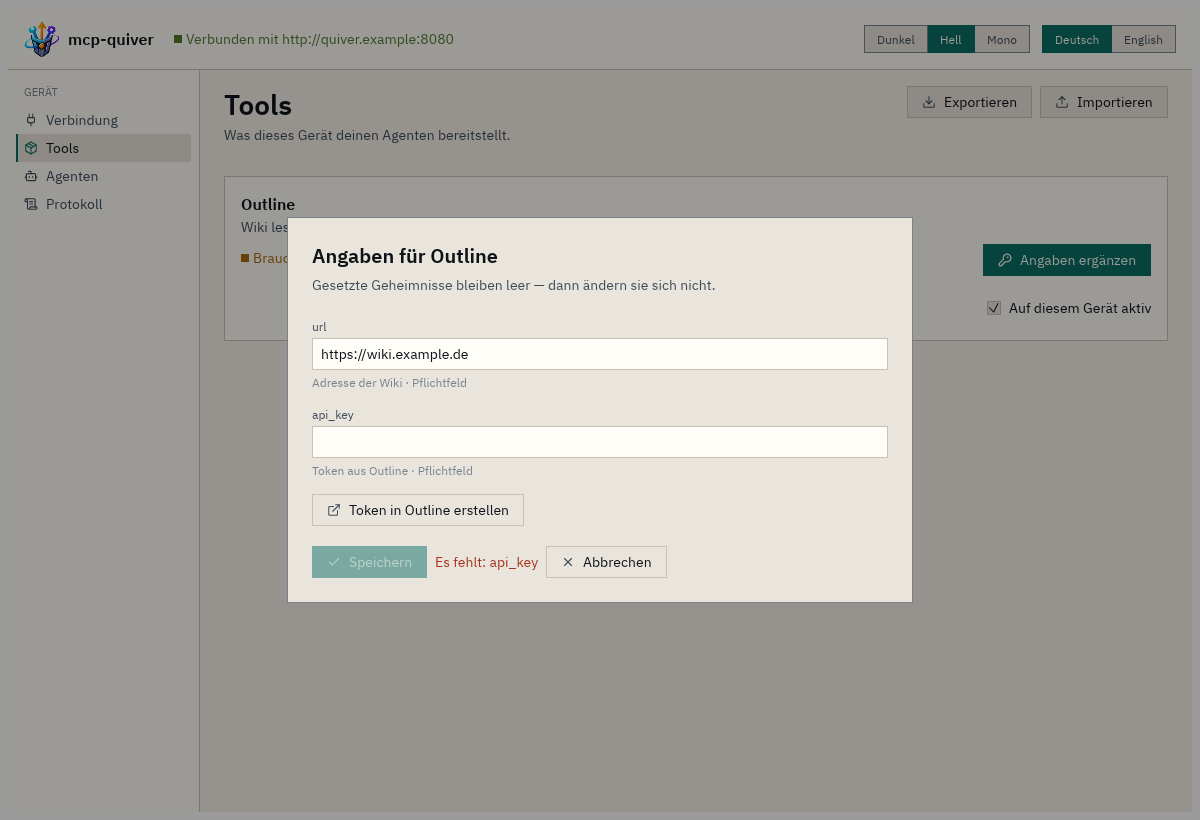 mcp-quiver
Verbunden mit http://quiver.example:8080
Dunkel
Hell
Mono
Deutsch
English
GERÄT
Verbindung
Tools
Agenten
Protokoll
Tools
Was dieses Gerät deinen Agenten bereitstellt.
Exportieren
Importieren
Outline
Wiki
Angaben ergänzen
Auf diesem Gerät aktiv
Angaben für Outline
Gesetzte Geheimnisse bleiben leer — dann ändern sie sich nicht.
url
https://wiki.example.de
Adresse der Wiki · Pflichtfeld
api_key
Token aus Outline · Pflichtfeld
Token in Outline erstellen
Speichern
Es fehlt: api_key
Abbrechen